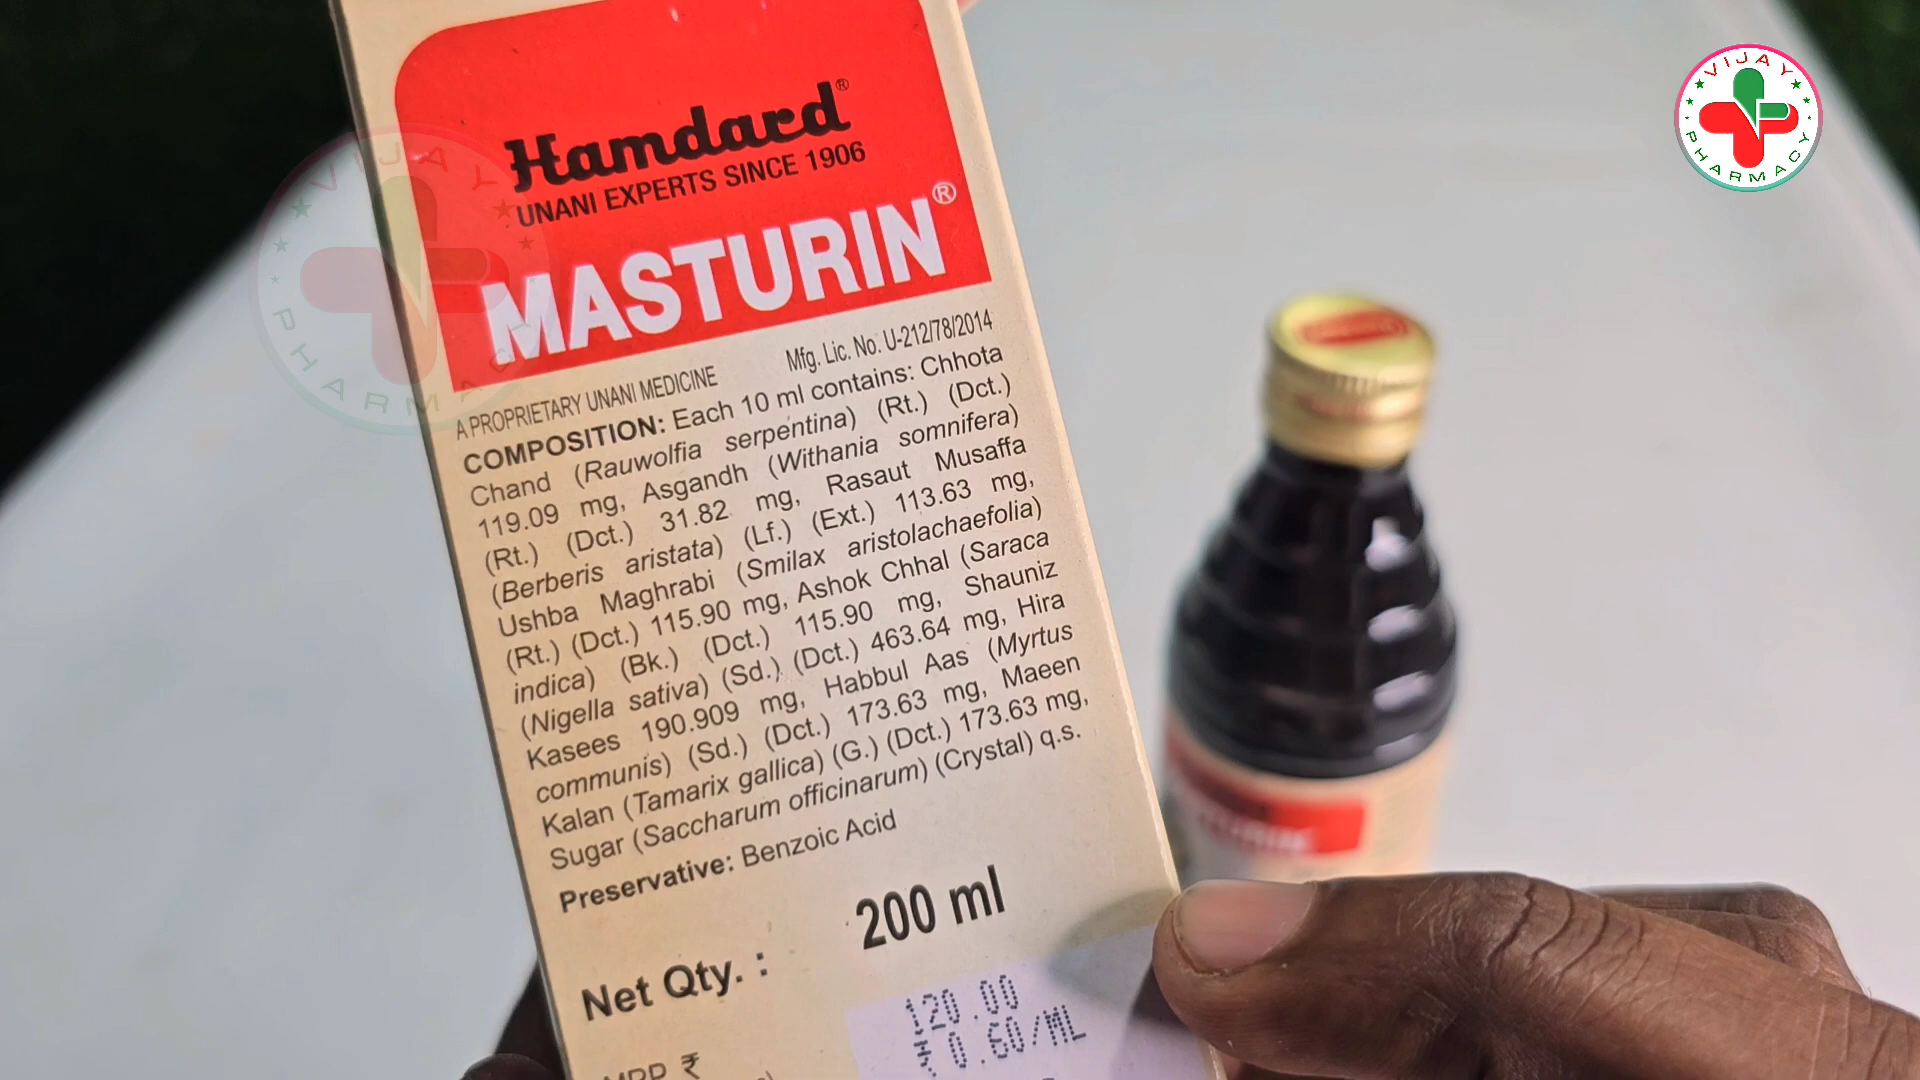 Hamdard®
UNANI EXPERTS SINCE 1906
MASTURIN®
A PROPRIETARY UNANI MEDICINE Mfg. Lic. No. U-212/78/2014
COMPOSITION: Each 10 ml contains: Chhota
Chand (Rauwolfia serpentina) (Rt.) (Dct.)
119.09 mg, Asgandh (Withania somnifera)
(Rt.) (Dct.) 31.82 mg, Rasaut Musaffa
(Berberis aristata) (Lf.) (Ext.) 113.63 mg,
Ushba Maghrabi (Smilax aristolachaefolia)
(Rt.) (Dct.) 115.90 mg, Ashok Chhal (Saraca
indica) (Bk.) (Dct.) 115.90 mg, Shauniz
(Nigella sativa) (Sd.) (Dct.) 463.64 mg, Hira
Kasees 190.909 mg, Habbul Aas (Myrtus
communis) (Sd.) (Dct.) 173.63 mg, Maeen
Kalan (Tamarix gallica) (G.) (Dct.) 173.63 mg,
Sugar (Saccharum officinarum) (Crystal) q.s.
Preservative: Benzoic Acid
Net Qty. : 200 ml
120.00
₹0.60/ML
MRP ₹
VIJAY
PHARMACY
VIJAY
PHARMAC